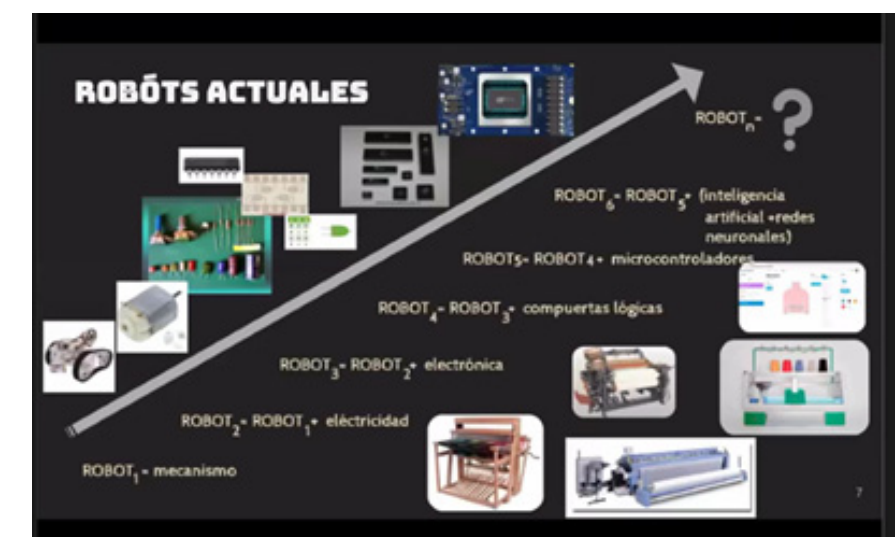 ROBÓTS ACTUALES
ROBOTn= ?
ROBOT6= ROBOT5+ (inteligencia
artificial +redes
neuronales)
ROBOT5= ROBOT4+ microcontroladores
ROBOT4= ROBOT3+ compuertas lógicas
ROBOT3= ROBOT2+ electrónica
ROBOT2= ROBOT1+ eléctricidad
ROBOT1= mecanismo
7